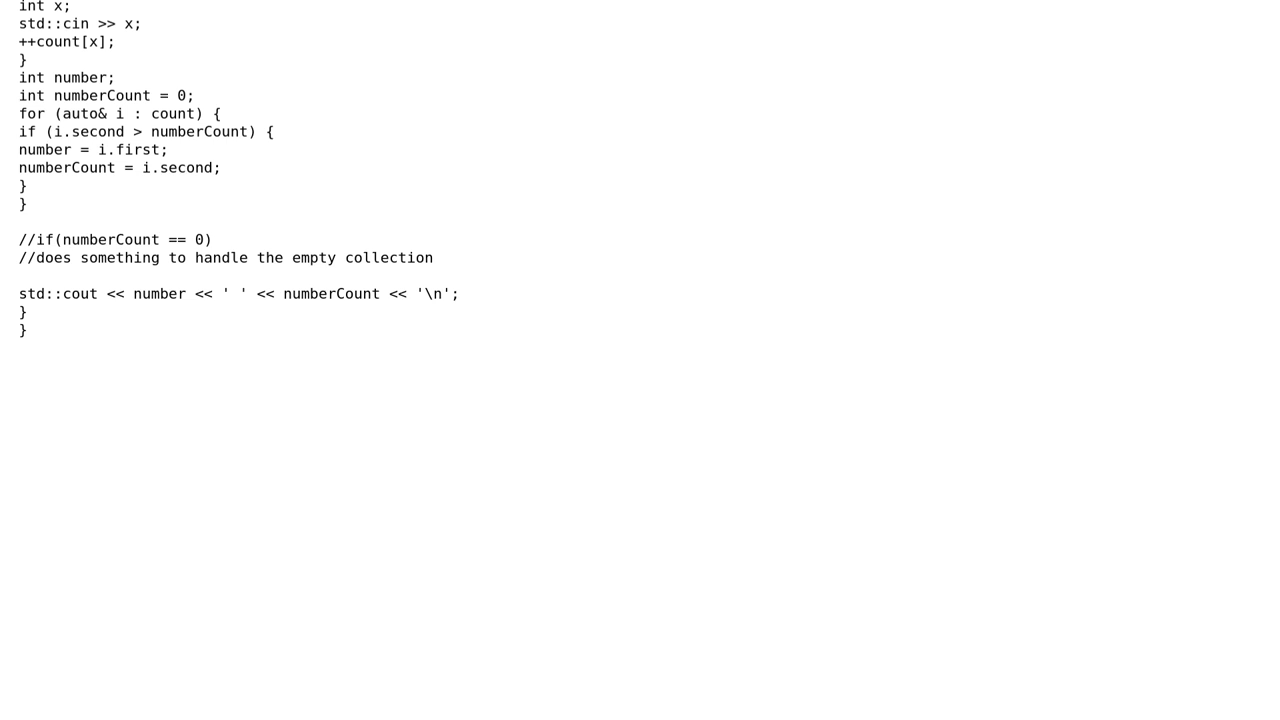 int x;
std::cin >> x;
++count[x];
}
int number;
int numberCount = 0;
for (auto& i : count) {
if (i.second > numberCount) {
number = i.first;
numberCount = i.second;
}
}

//if(numberCount == 0)
//does something to handle the empty collection

std::cout << number << ' ' << numberCount << '\n';
}
}